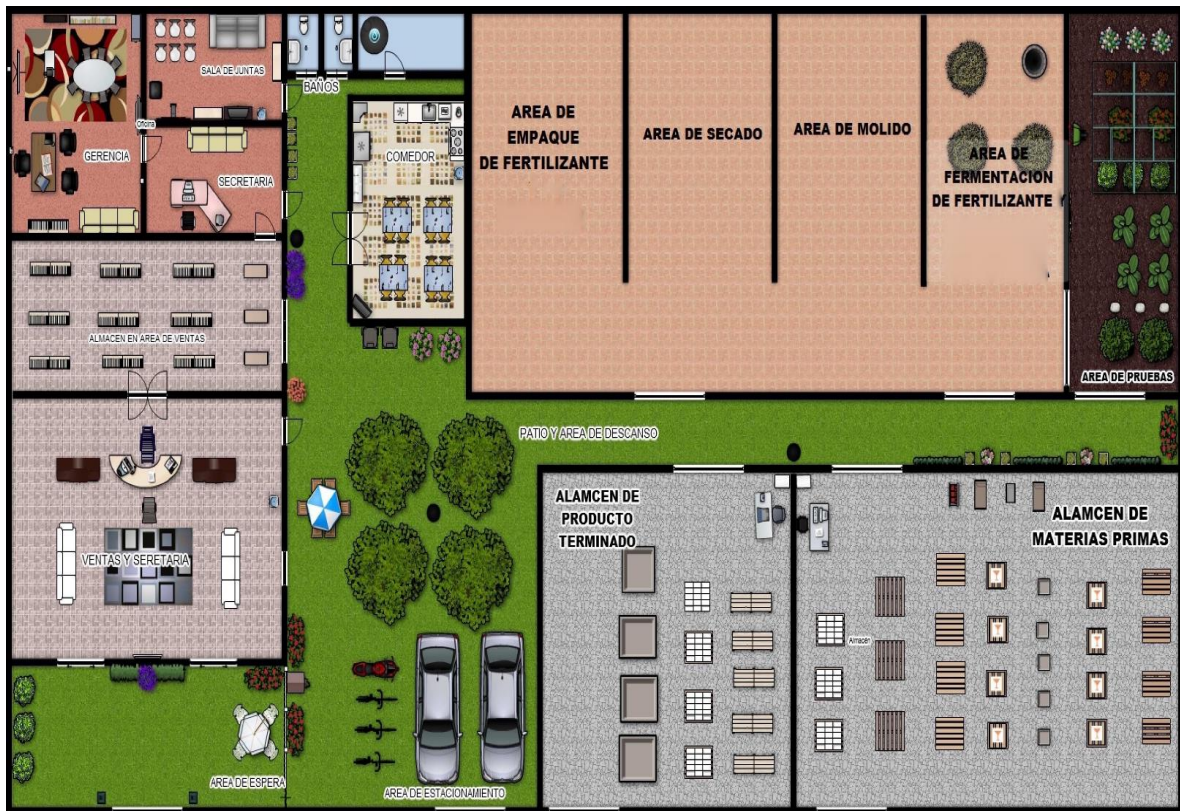 SALA DE JUNTAS
BAÑOS
AREA DE
EMPAQUE
DE FERTILIZANTE
AREA DE SECADO
AREA DE MOLIDO
AREA DE
FERMENTACION
DE FERTILIZANTE
Oficina
GERENCIA
SECRETARIA
COMEDOR
ALMACEN EN AREA DE VENTAS
AREA DE PRUEBAS
PATIO Y AREA DE DESCANSO
VENTAS Y SERETARIA
ALAMCEN DE
PRODUCTO
TERMINADO
ALAMCEN DE
MATERIAS PRIMAS
Almacén
AREA DE ESPERA
AREA DE ESTACIONAMIENTO